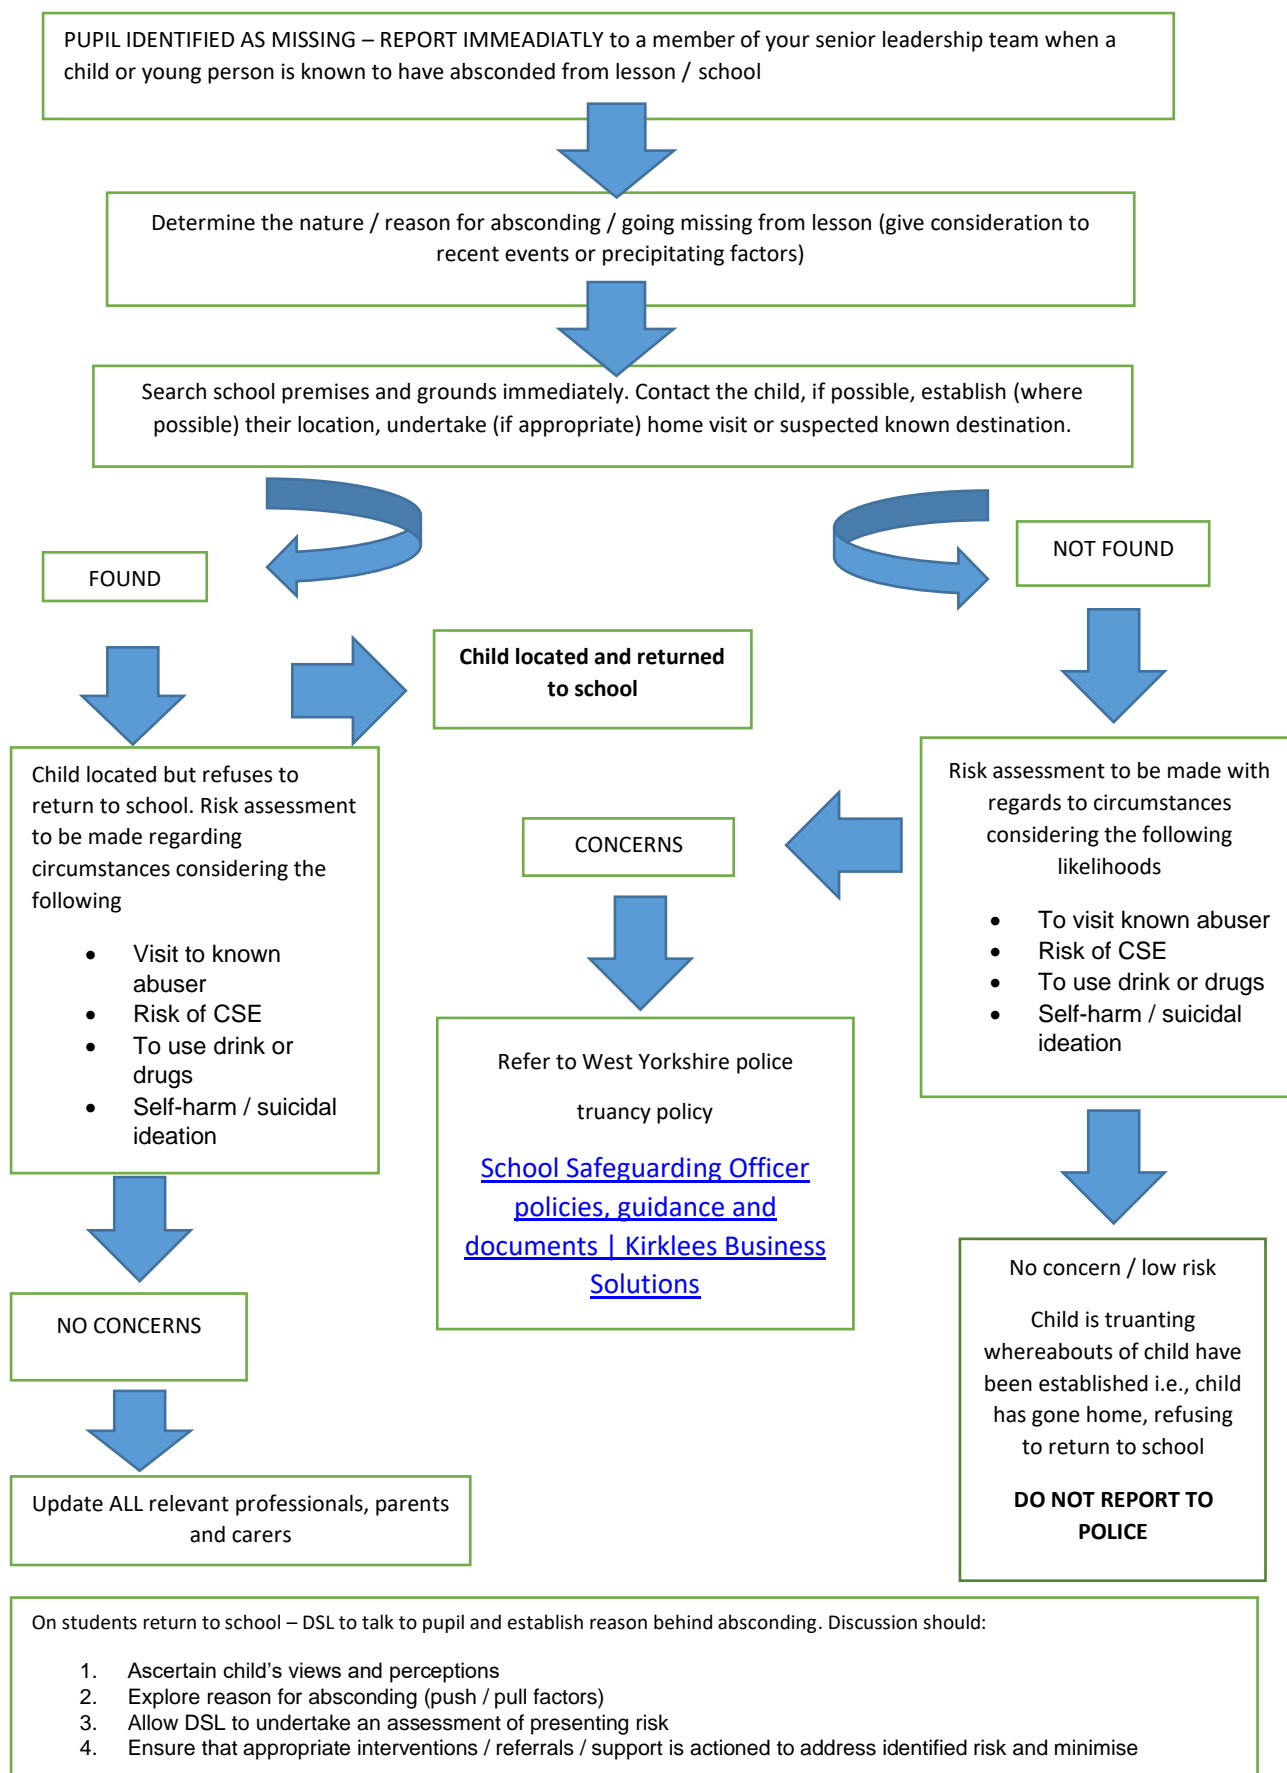 PUPIL IDENTIFIED AS MISSING – REPORT IMMEADIATLY to a member of your senior leadership team when a
child or young person is known to have absconded from lesson / school
Determine the nature / reason for absconding / going missing from lesson (give consideration to
recent events or precipitating factors)
Search school premises and grounds immediately. Contact the child, if possible, establish (where
possible) their location, undertake (if appropriate) home visit or suspected known destination.
FOUND
NOT FOUND
Child located and returned
to school
Child located but refuses to
return to school. Risk assessment
to be made regarding
circumstances considering the
following
• Visit to known
abuser
• Risk of CSE
• To use drink or
drugs
• Self-harm / suicidal
ideation
CONCERNS
Risk assessment to be made with
regards to circumstances
considering the following
likelihoods
• To visit known abuser
• Risk of CSE
• To use drink or drugs
• Self-harm / suicidal
ideation
Refer to West Yorkshire police
truancy policy
School Safeguarding Officer
policies, guidance and
documents | Kirklees Business
Solutions
NO CONCERNS
No concern / low risk
Child is truanting
whereabouts of child have
been established i.e., child
has gone home, refusing
to return to school
DO NOT REPORT TO
POLICE
Update ALL relevant professionals, parents
and carers
On students return to school – DSL to talk to pupil and establish reason behind absconding. Discussion should:
1. Ascertain child’s views and perceptions
2. Explore reason for absconding (push / pull factors)
3. Allow DSL to undertake an assessment of presenting risk
4. Ensure that appropriate interventions / referrals / support is actioned to address identified risk and minimise